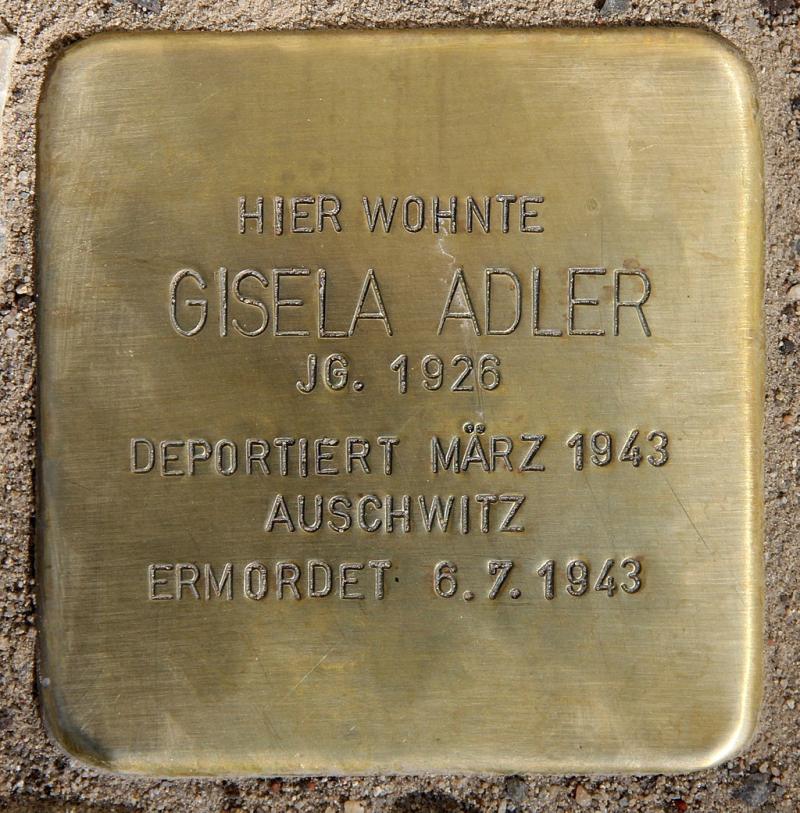 HIER WOHNTE
GISELA ADLER
JG. 1926
DEPORTIERT MÄRZ 1943
AUSCHWITZ
ERMORDET 6.7.1943